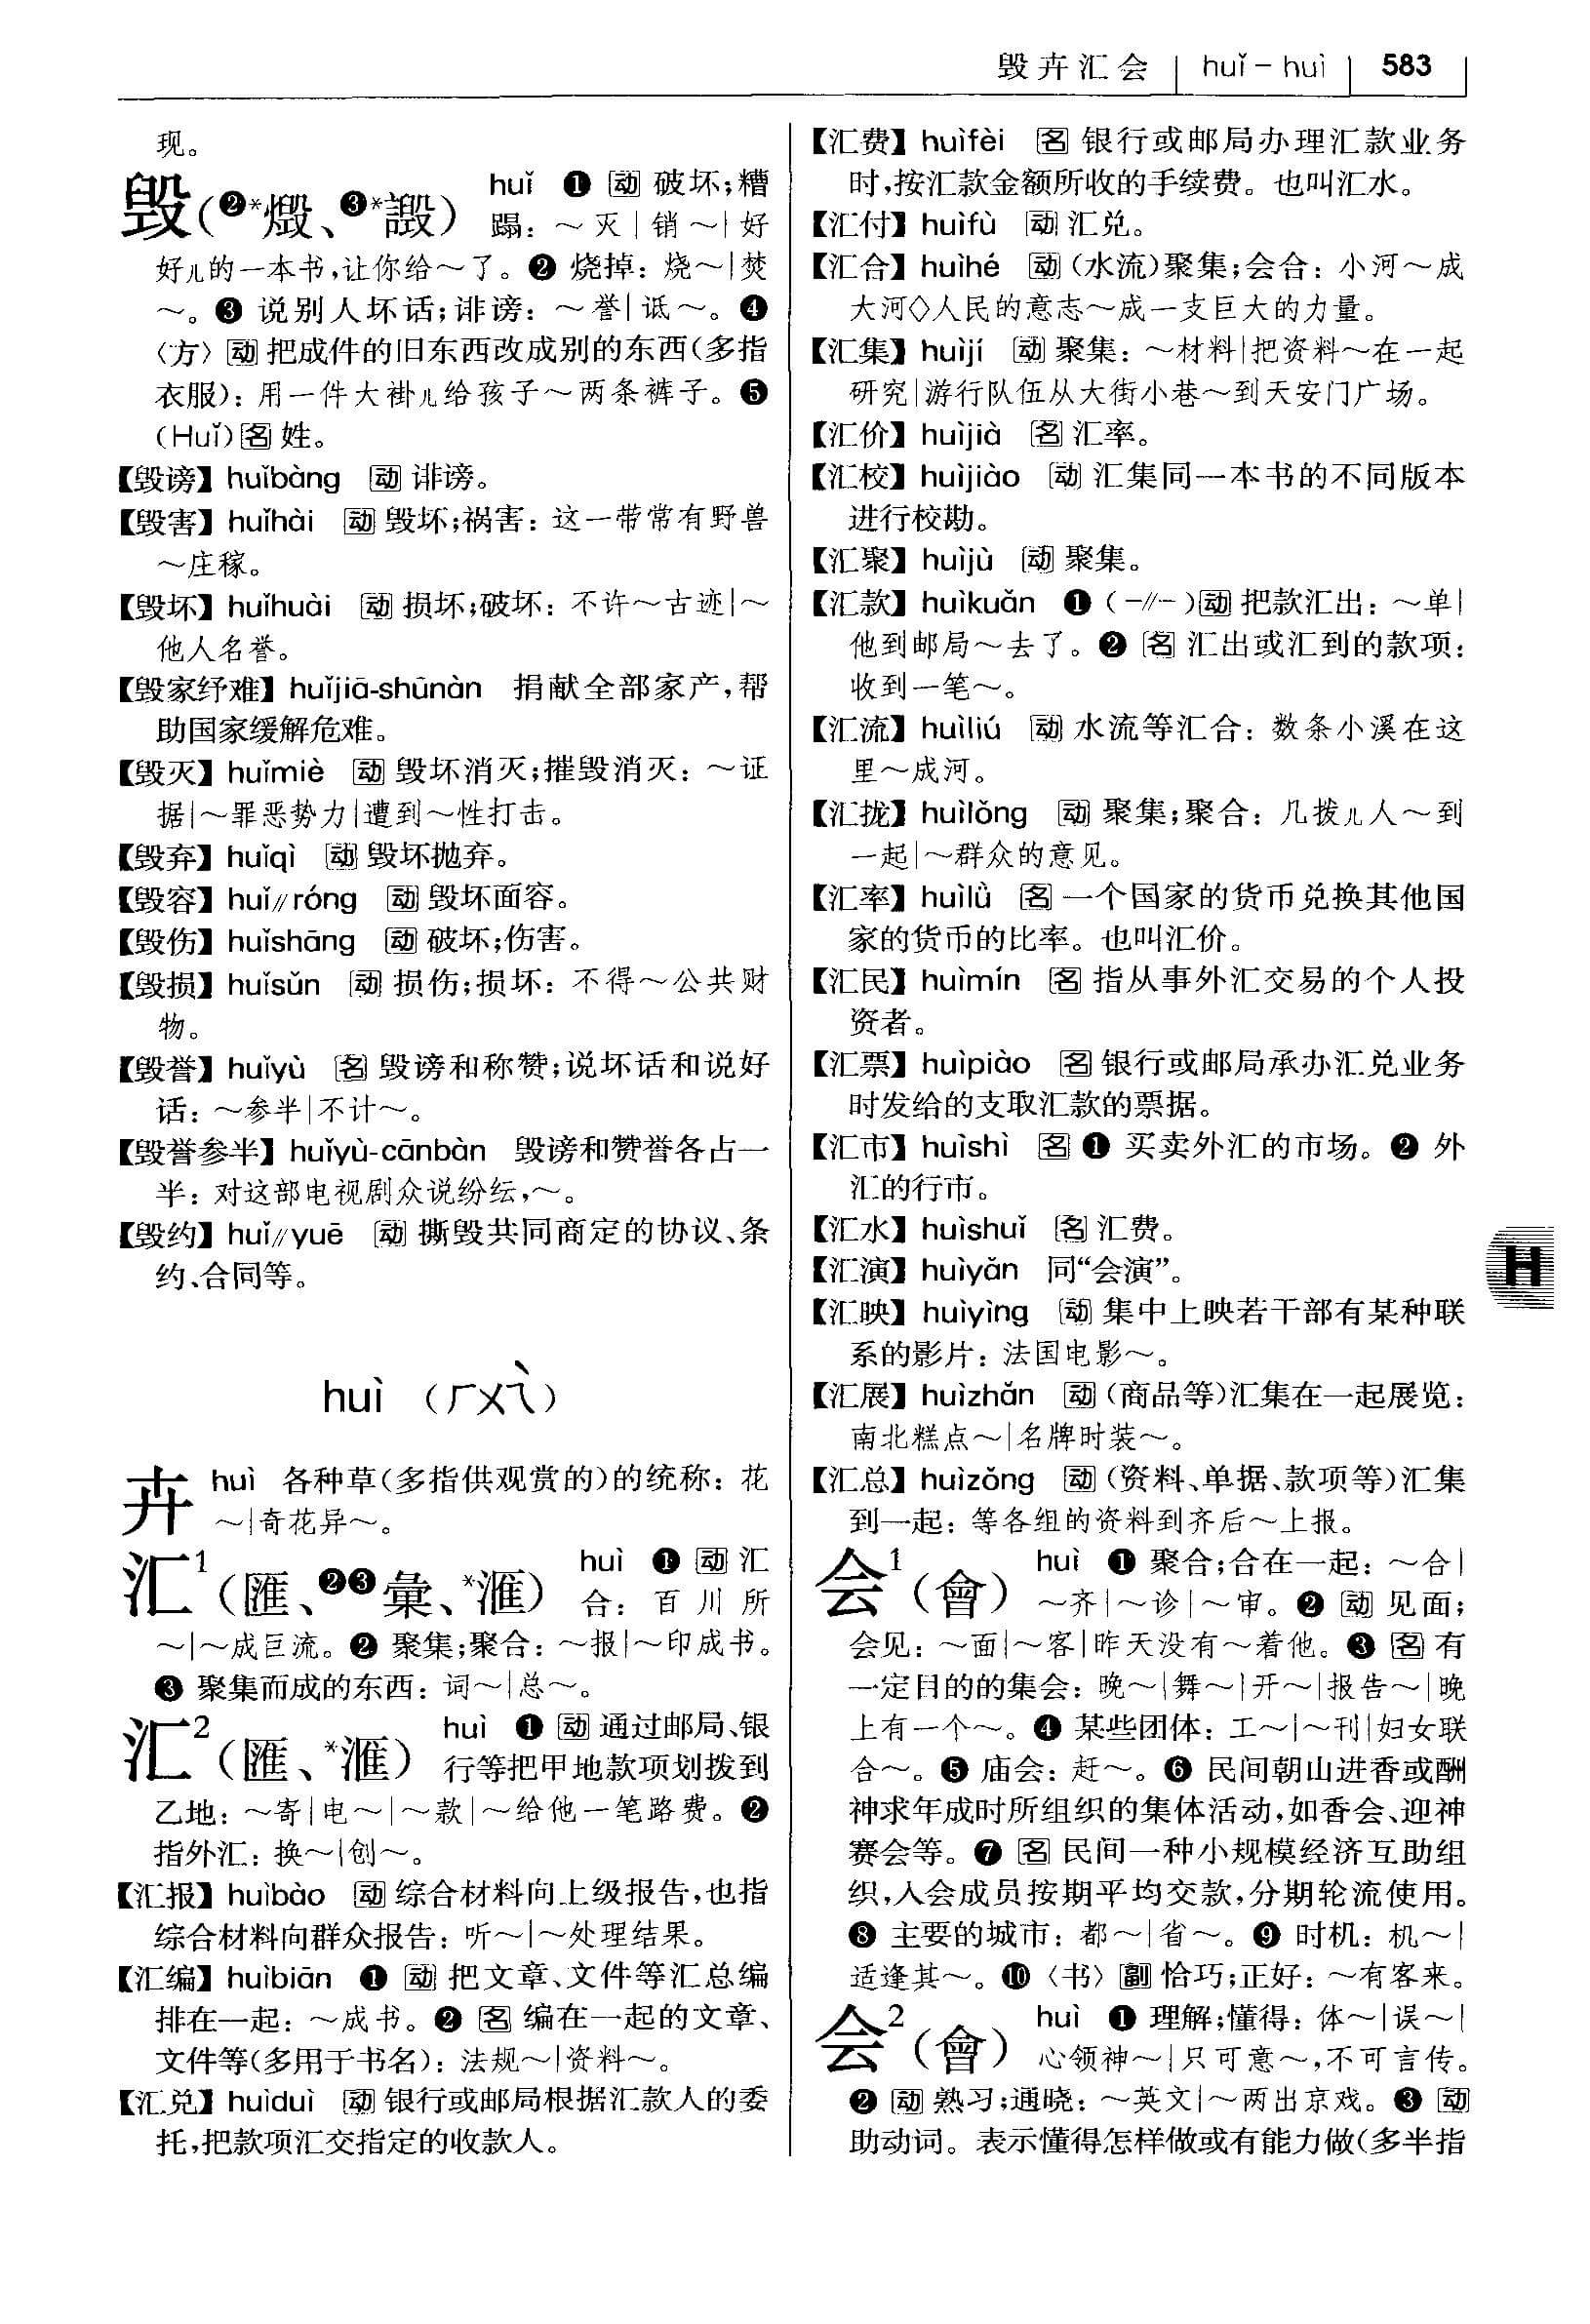 毁卉汇会 huǐ-huì 583
现。
毁(❷*燬、❸*譭) huǐ ❶ 动 破坏;糟
蹋: ～灭|销～|好
好儿的一本书,让你给～了。❷ 烧掉: 烧～|焚
～。❸ 说别人坏话;诽谤: ～誉|诋～。❹
〈方〉动 把成件的旧东西改成别的东西(多指
衣服): 用一件大褂儿给孩子～两条裤子。❺
(Huǐ)名 姓。
【毁谤】huǐbàng 动 诽谤。
【毁害】huǐhài 动 毁坏;祸害: 这一带常有野兽
～庄稼。
【毁坏】huǐhuài 动 损坏;破坏: 不许～古迹|～
他人名誉。
【毁家纾难】huǐjiā-shūnàn 捐献全部家产,帮
助国家缓解危难。
【毁灭】huǐmiè 动 毁坏消灭;摧毁消灭: ～证
据|～罪恶势力|遭到～性打击。
【毁弃】huǐqì 动 毁坏抛弃。
【毁容】huǐ//róng 动 毁坏面容。
【毁伤】huǐshāng 动 破坏;伤害。
【毁损】huǐsǔn 动 损伤;损坏: 不得～公共财
物。
【毁誉】huǐyù 名 毁谤和称赞;说坏话和说好
话: ～参半|不计～。
【毁誉参半】huǐyù-cānbàn 毁谤和赞誉各占一
半: 对这部电视剧众说纷纭,～。
【毁约】huǐ//yuē 动 撕毁共同商定的协议、条
约、合同等。
huì (ㄏㄨㄟˋ)
卉 huì 各种草(多指供观赏的)的统称: 花
～|奇花异～。
汇¹(匯、❷❸彙、*滙) huì ❶ 动 汇
合: 百川所
～|～成巨流。❷ 聚集;聚合: ～报|～印成书。
❸ 聚集而成的东西: 词～|总～。
汇²(匯、*滙) huì ❶ 动 通过邮局、银
行等把甲地款项划拨到
乙地: ～寄|电～|～款|～给他一笔路费。❷
指外汇: 换～|创～。
【汇报】huìbào 动 综合材料向上级报告,也指
综合材料向群众报告: 听～|～处理结果。
【汇编】huìbiān ❶ 动 把文章、文件等汇总编
排在一起: ～成书。❷ 名 编在一起的文章、
文件等(多用于书名): 法规～|资料～。
【汇兑】huìduì 动 银行或邮局根据汇款人的委
托,把款项汇交指定的收款人。
【汇费】huìfèi 名 银行或邮局办理汇款业务
时,按汇款金额所收的手续费。也叫汇水。
【汇付】huìfù 动 汇兑。
【汇合】huìhé 动 (水流)聚集;会合: 小河～成
大河◇人民的意志～成一支巨大的力量。
【汇集】huìjí 动 聚集: ～材料|把资料～在一起
研究|游行队伍从大街小巷～到天安门广场。
【汇价】huìjià 名 汇率。
【汇校】huìjiào 动 汇集同一本书的不同版本
进行校勘。
【汇聚】huìjù 动 聚集。
【汇款】huìkuǎn ❶ (-//-)动 把款汇出: ～单|
他到邮局～去了。❷ 名 汇出或汇到的款项:
收到一笔～。
【汇流】huìliú 动 水流等汇合: 数条小溪在这
里～成河。
【汇拢】huìlǒng 动 聚集;聚合: 几拨儿人～到
一起|～群众的意见。
【汇率】huìlǜ 名 一个国家的货币兑换其他国
家的货币的比率。也叫汇价。
【汇民】huìmín 名 指从事外汇交易的个人投
资者。
【汇票】huìpiào 名 银行或邮局承办汇兑业务
时发给的支取汇款的票据。
【汇市】huìshì 名 ❶ 买卖外汇的市场。❷ 外
汇的行市。
【汇水】huìshuǐ 名 汇费。
【汇演】huìyǎn 同“会演”。
【汇映】huìyìng 动 集中上映若干部有某种联
系的影片: 法国电影～。
【汇展】huìzhǎn 动 (商品等)汇集在一起展览:
南北糕点～|名牌时装～。
【汇总】huìzǒng 动 (资料、单据、款项等)汇集
到一起: 等各组的资料到齐后～上报。
会¹(會) huì ❶ 聚合;合在一起: ～合|
～齐|～诊|～审。❷ 动 见面;
会见: ～面|～客|昨天没有～着他。❸ 名 有
一定目的的集会: 晚～|舞～|开～|报告～|晚
上有一个～。❹ 某些团体: 工～|～刊|妇女联
合～。❺ 庙会: 赶～。❻ 民间朝山进香或酬
神求年成时所组织的集体活动,如香会、迎神
赛会等。❼ 名 民间一种小规模经济互助组
织,入会成员按期平均交款,分期轮流使用。
❽ 主要的城市: 都～|省～。❾ 时机: 机～|
适逢其～。❿〈书〉副 恰巧;正好: ～有客来。
会²(會) huì ❶ 理解;懂得: 体～|误～|
心领神～|只可意～,不可言传。
❷ 动 熟习;通晓: ～英文|～两出京戏。❸ 动
助动词。表示懂得怎样做或有能力做(多半指
H